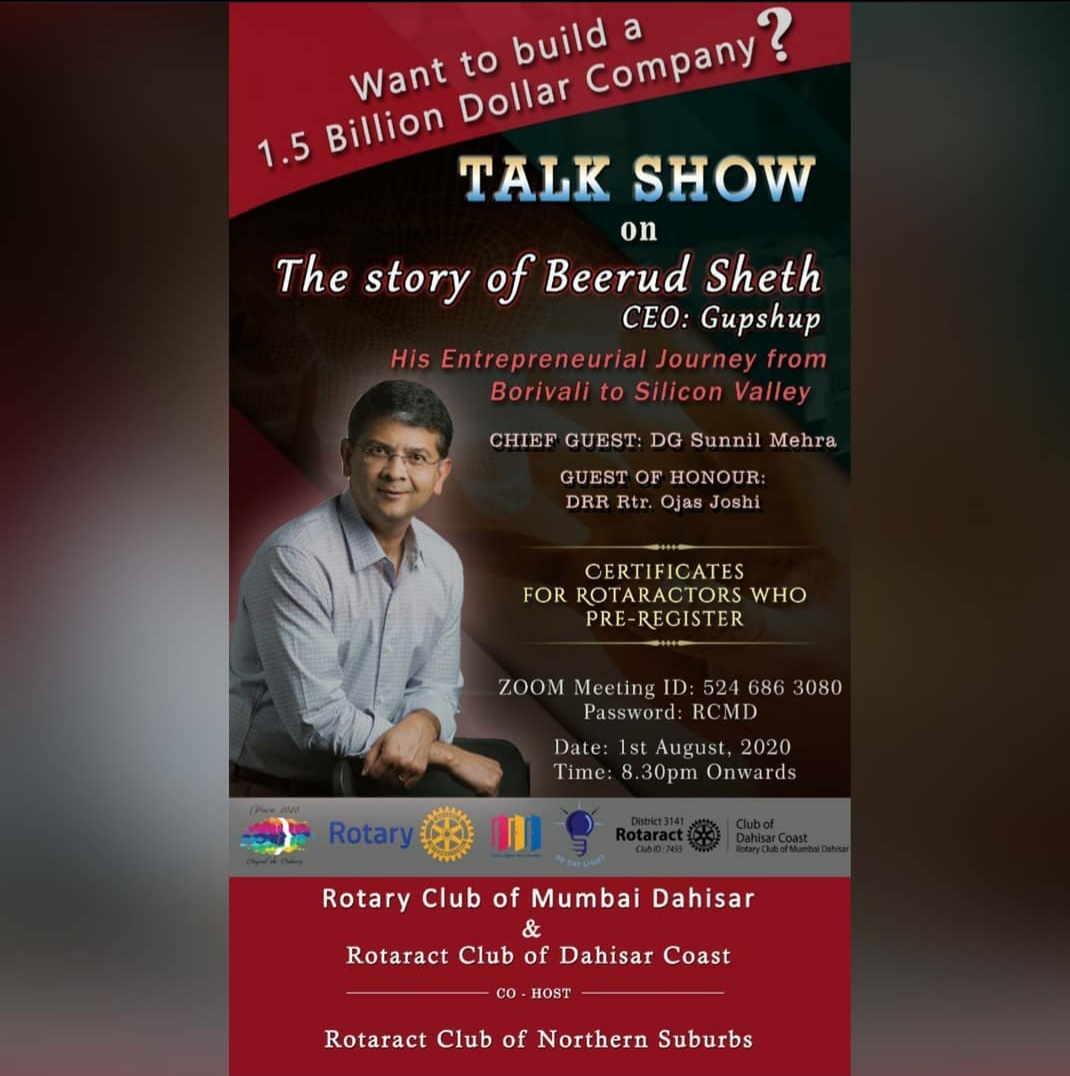 Want to build a
1.5 Billion Dollar Company?
TALK SHOW
on
The story of Beerud Sheth
CEO: Gupshup
His Entrepreneurial Journey from
Borivali to Silicon Valley
CHIEF GUEST: DG Sunnil Mehra
GUEST OF HONOUR:
DRR Rtr. Ojas Joshi
CERTIFICATES
FOR ROTARACTORS WHO
PRE-REGISTER
ZOOM Meeting ID: 524 686 3080
Password: RCMD
Date: 1st August, 2020
Time: 8.30pm Onwards
Rotary
District 3141
Rotaract
Club ID: 7455
Club of
Dahisar Coast
Rotary Club of Mumbai Dahisar
Rotary Club of Mumbai Dahisar
&
Rotaract Club of Dahisar Coast
CO - HOST
Rotaract Club of Northern Suburbs